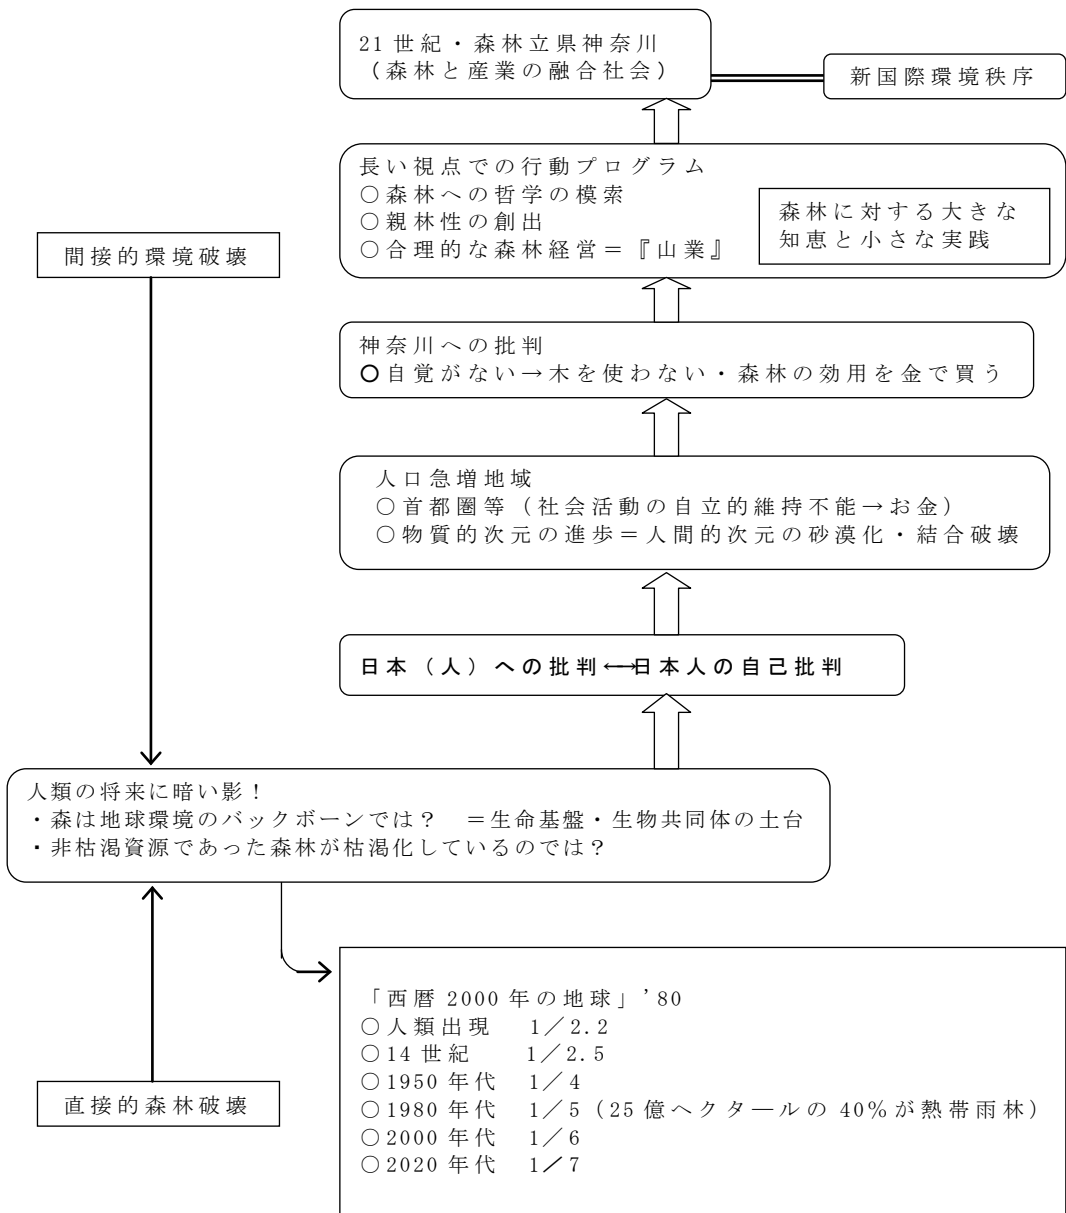 21世紀・森林立県神奈川
（森林と産業の融合社会）
新国際環境秩序
長い視点での行動プログラム
○森林への哲学の模索
○親林性の創出
○合理的な森林経営＝『山業』
森林に対する大きな
知恵と小さな実践
間接的環境破壊
神奈川への批判
○自覚がない→木を使わない・森林の効用を金で買う
人口急増地域
○首都圏等（社会活動の自立的維持不能→お金）
○物質的次元の進歩＝人間的次元の砂漠化・結合破壊
日本（人）への批判⟷日本人の自己批判
人類の将来に暗い影！
・森は地球環境のバックボーンでは？　＝生命基盤・生物共同体の土台
・非枯渇資源であった森林が枯渇化しているのでは？
「西暦2000年の地球」’80
○人類出現　1／2.2
○14世紀　　1／2.5
○1950年代　1／4
○1980年代　1／5（25億ヘクタールの40％が熱帯雨林）
○2000年代　1／6
○2020年代　1／7
直接的森林破壊